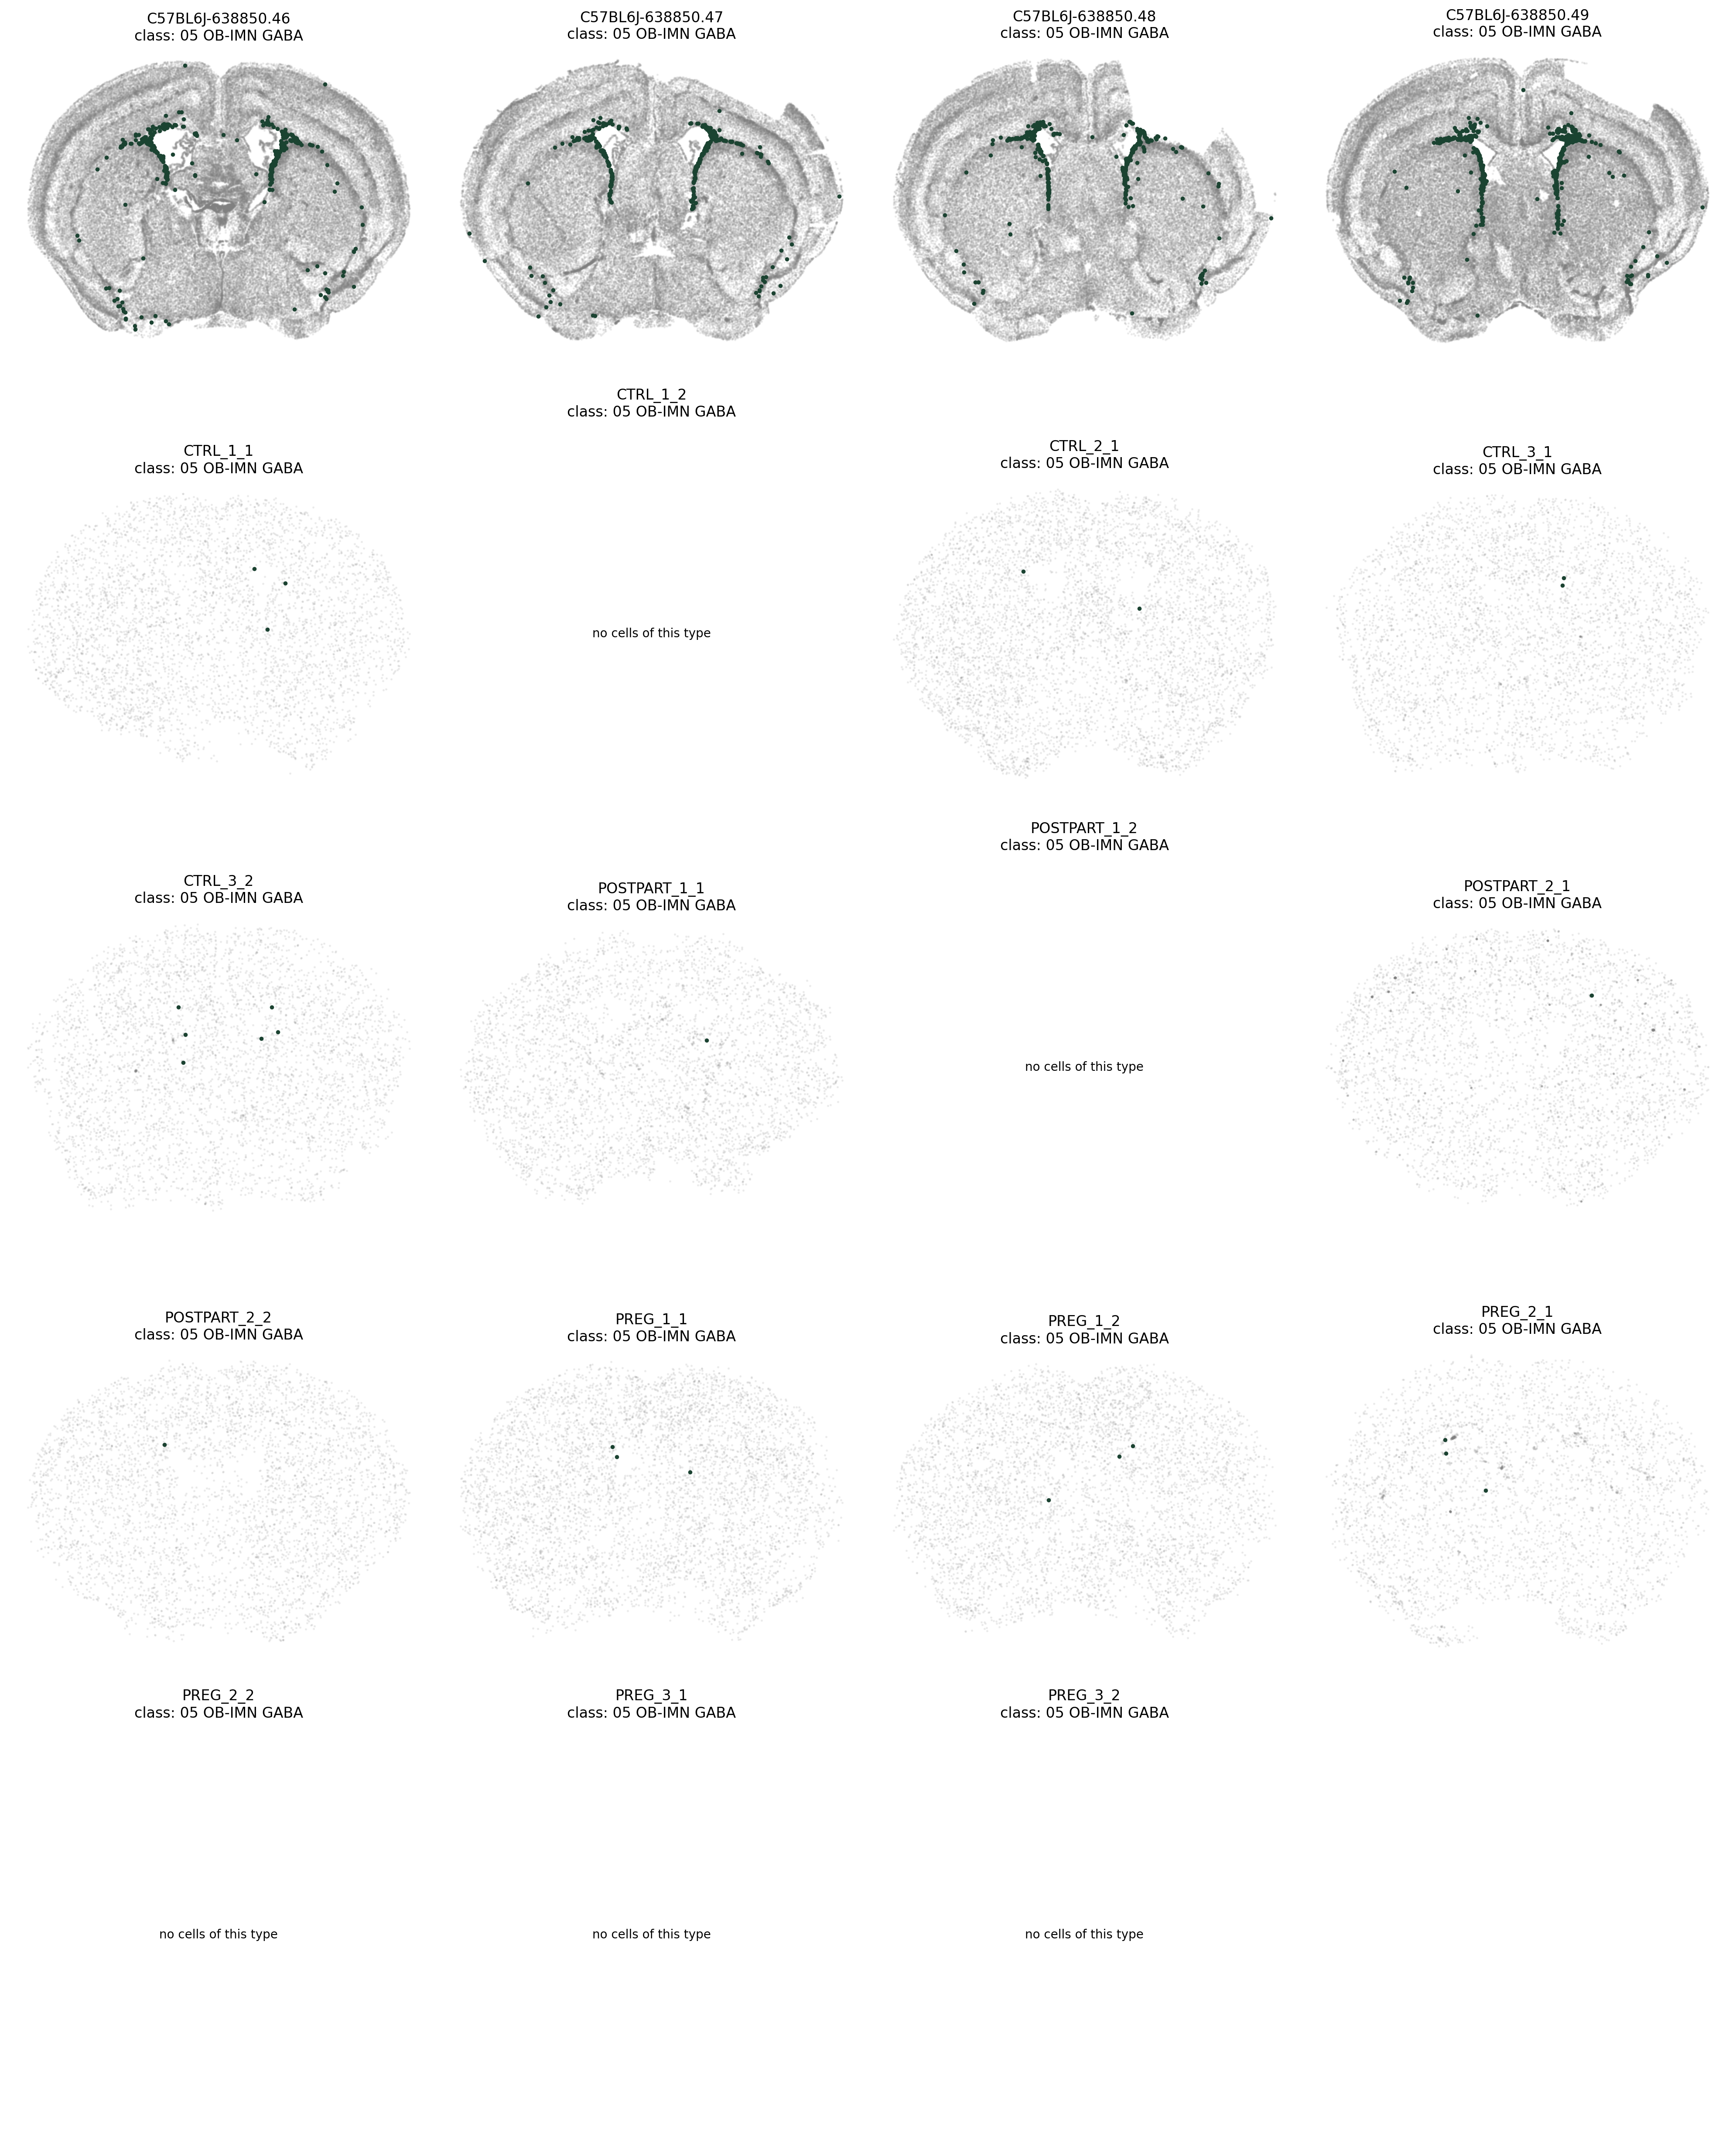 C57BL6J-638850.46
class: 05 OB-IMN GABA
C57BL6J-638850.47
class: 05 OB-IMN GABA
C57BL6J-638850.48
class: 05 OB-IMN GABA
C57BL6J-638850.49
class: 05 OB-IMN GABA
CTRL_1_1
class: 05 OB-IMN GABA
CTRL_1_2
class: 05 OB-IMN GABA
no cells of this type
CTRL_2_1
class: 05 OB-IMN GABA
CTRL_3_1
class: 05 OB-IMN GABA
CTRL_3_2
class: 05 OB-IMN GABA
POSTPART_1_1
class: 05 OB-IMN GABA
POSTPART_1_2
class: 05 OB-IMN GABA
no cells of this type
POSTPART_2_1
class: 05 OB-IMN GABA
POSTPART_2_2
class: 05 OB-IMN GABA
PREG_1_1
class: 05 OB-IMN GABA
PREG_1_2
class: 05 OB-IMN GABA
PREG_2_1
class: 05 OB-IMN GABA
PREG_2_2
class: 05 OB-IMN GABA
no cells of this type
PREG_3_1
class: 05 OB-IMN GABA
no cells of this type
PREG_3_2
class: 05 OB-IMN GABA
no cells of this type